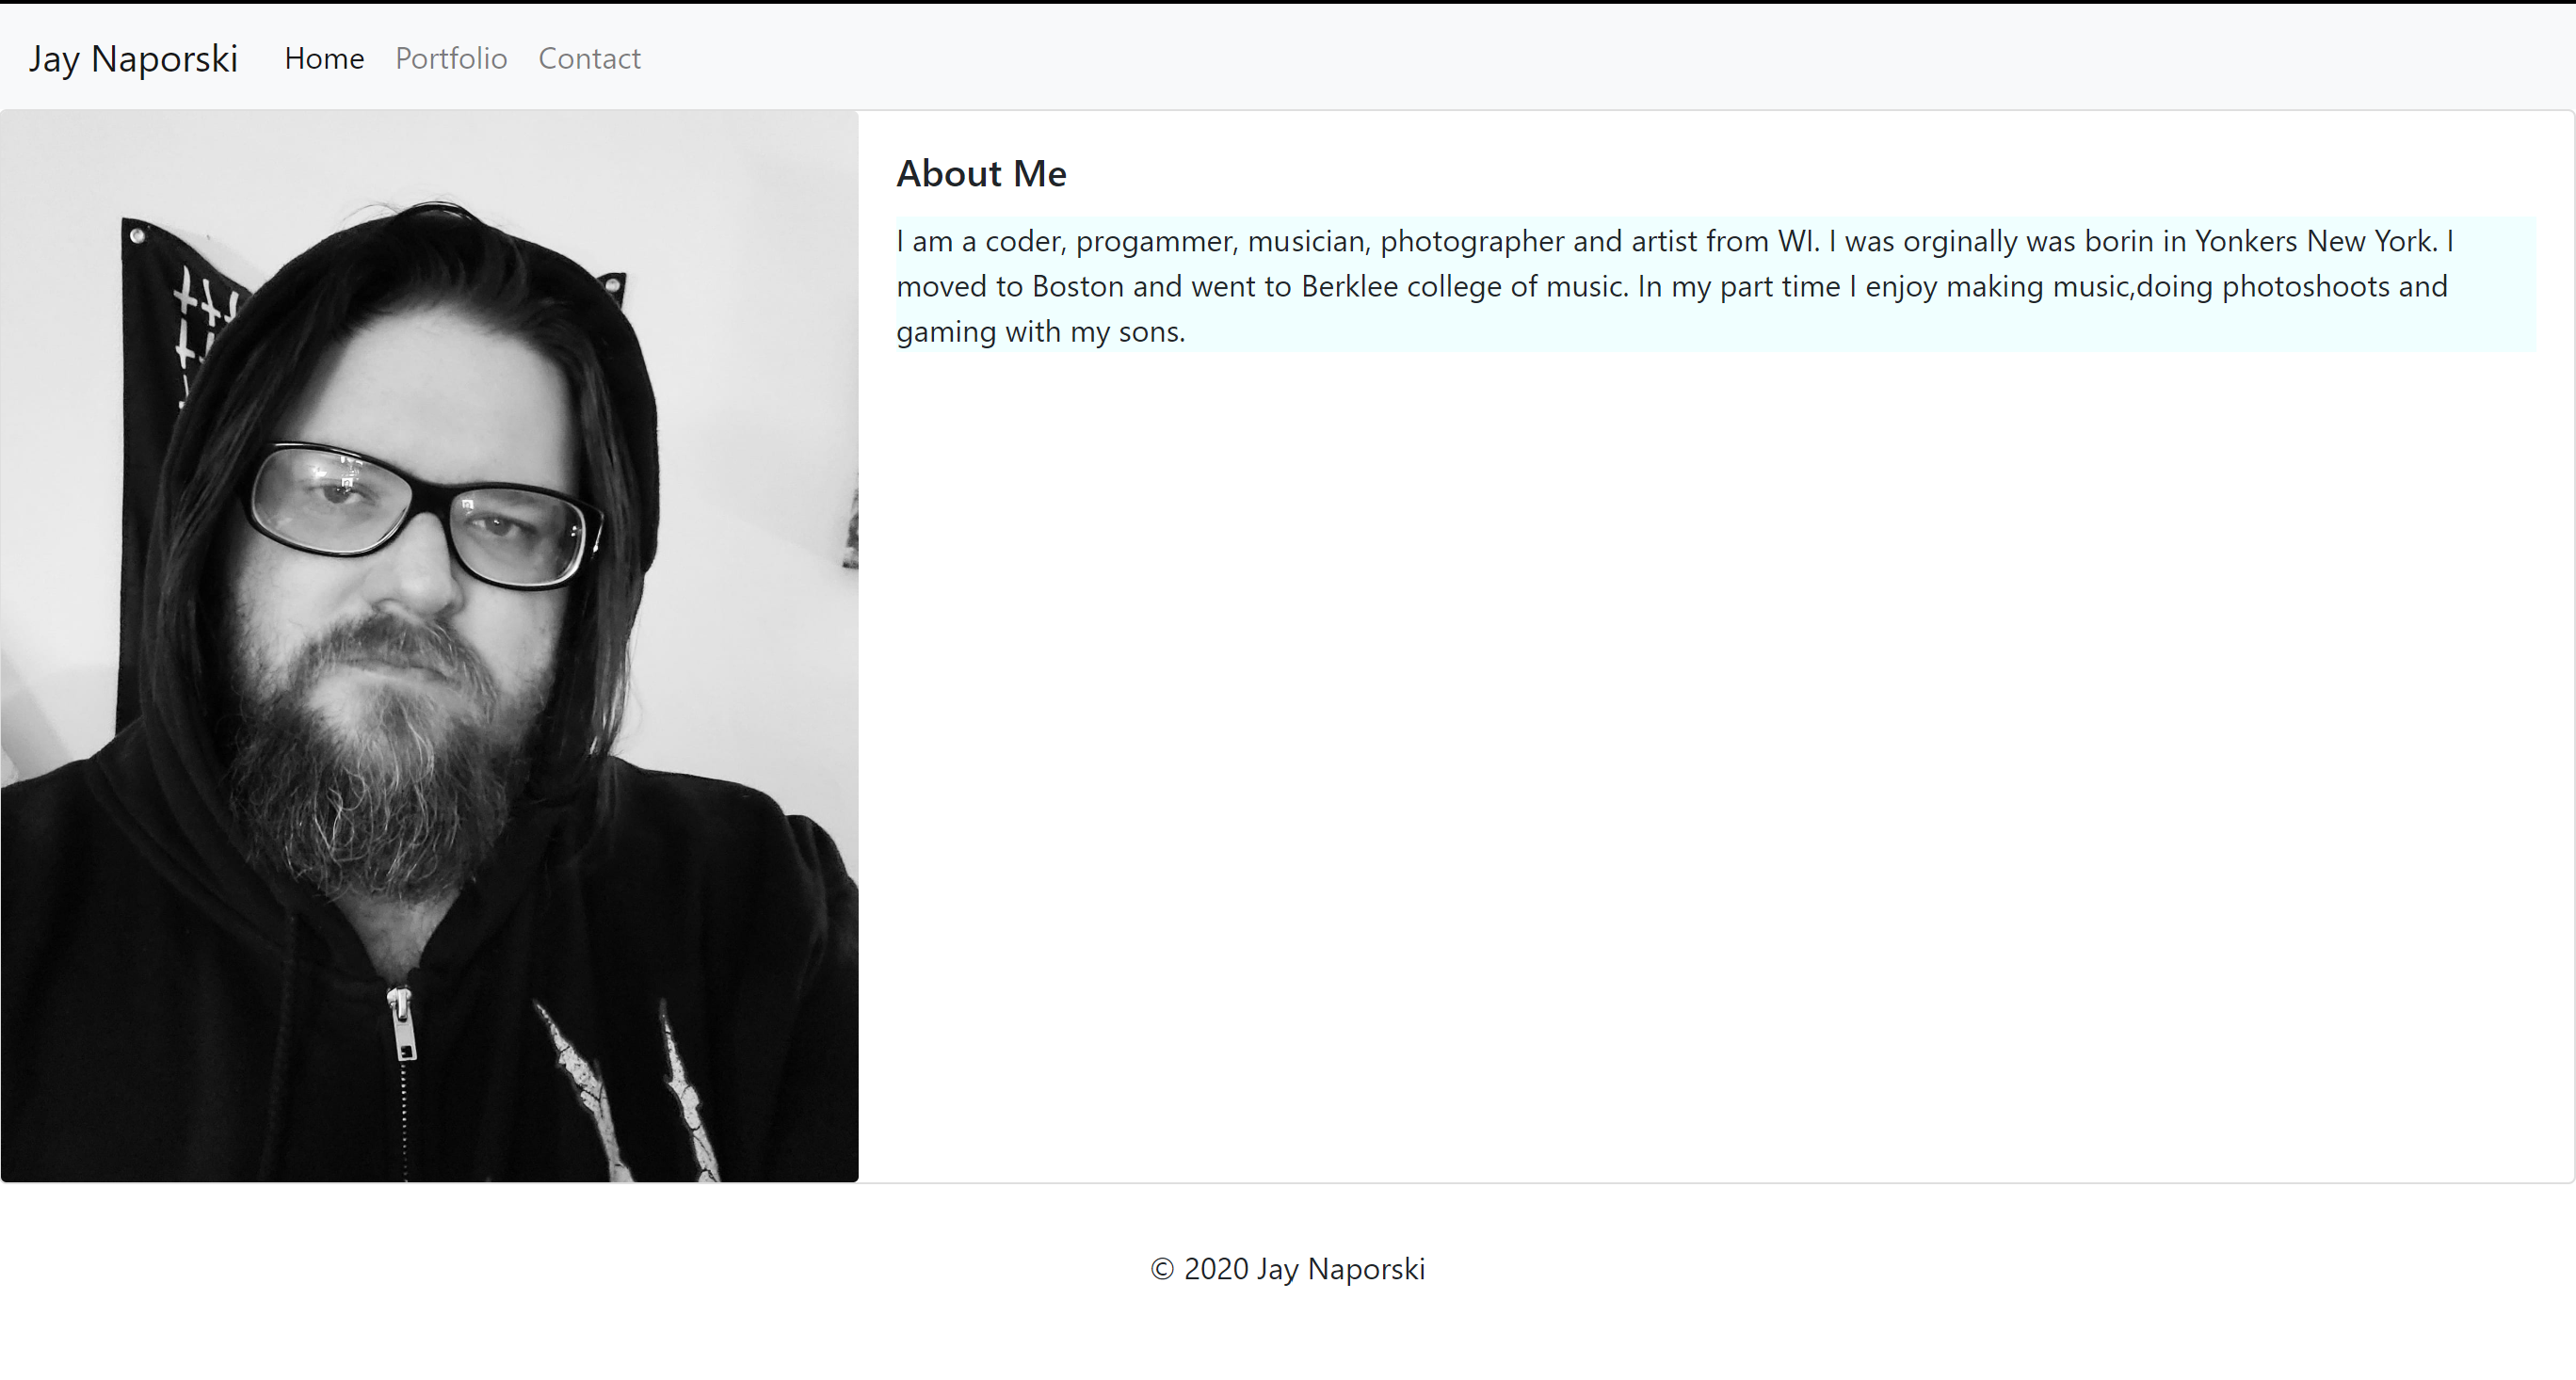 Jay Naporski Home Portfolio Contact
About Me
I am a coder, progammer, musician, photographer and artist from WI. I was orginally was borin in Yonkers New York. I
moved to Boston and went to Berklee college of music. In my part time I enjoy making music,doing photoshoots and
gaming with my sons.
© 2020 Jay Naporski